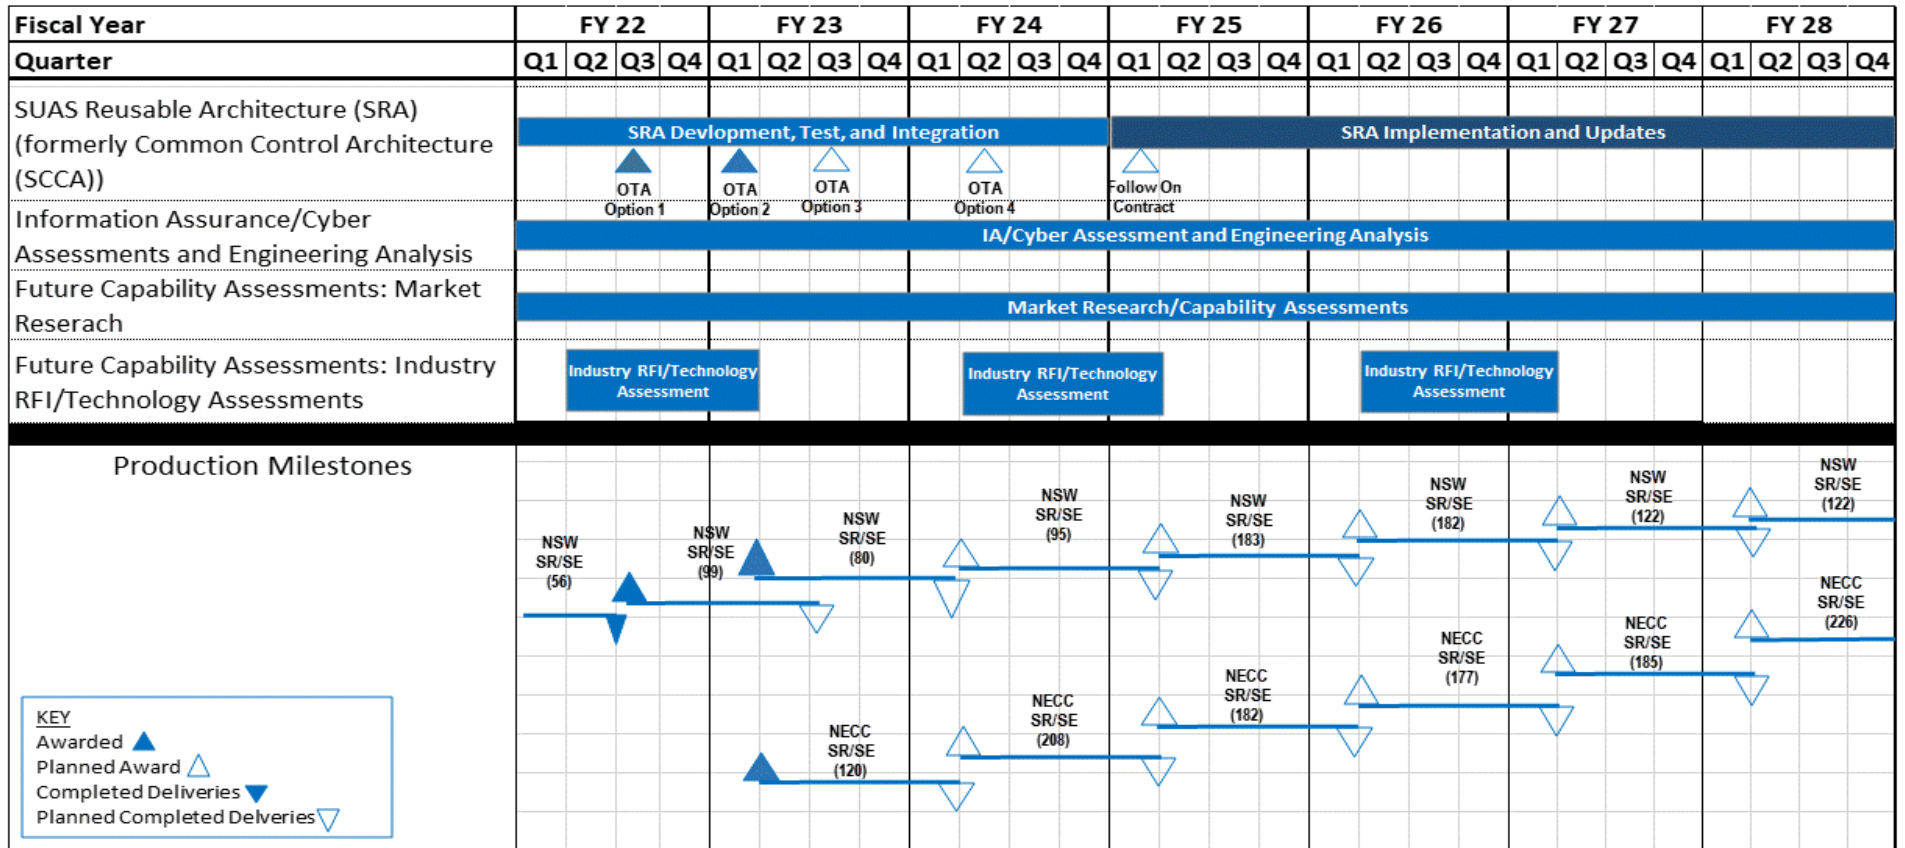 Fiscal Year
FY 22
FY 23
FY 24
FY 25
FY 26
FY 27
FY 28
Quarter
Q1 Q2 Q3 Q4 Q1 Q2 Q3 Q4 Q1 Q2 Q3 Q4 Q1 Q2 Q3 Q4 Q1 Q2 Q3 Q4 Q1 Q2 Q3 Q4 Q1 Q2 Q3 Q4
SUAS Reusable Architecture (SRA)
(formerly Common Control Architecture
(SCCA))
SRA Devlopment, Test, and Integration
SRA Implementation and Updates
OTA
Option 1
OTA
Option 2
OTA
Option 3
OTA
Option 4
Follow On
Contract
Information Assurance/Cyber
Assessments and Engineering Analysis
IA/Cyber Assessment and Engineering Analysis
Future Capability Assessments: Market
Reserach
Market Research/Capability Assessments
Future Capability Assessments: Industry
RFI/Technology Assessments
Industry RFI/Technology
Assessment
Industry RFI/Technology
Assessment
Industry RFI/Technology
Assessment
Production Milestones
NSW
SR/SE
(56)
NSW
SR/SE
(99)
NSW
SR/SE
(80)
NSW
SR/SE
(95)
NSW
SR/SE
(183)
NSW
SR/SE
(182)
NSW
SR/SE
(122)
NSW
SR/SE
(122)
NECC
SR/SE
(120)
NECC
SR/SE
(208)
NECC
SR/SE
(182)
NECC
SR/SE
(177)
NECC
SR/SE
(185)
NECC
SR/SE
(226)
KEY
Awarded
Planned Award
Completed Deliveries
Planned Completed Delveries